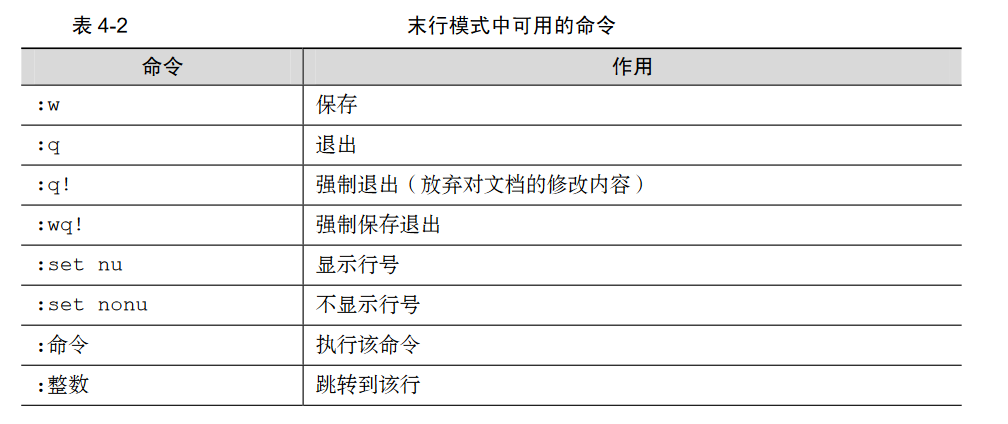 表 4-2 末行模式中可用的命令
命令 作用
:w 保存
:q 退出
:q! 强制退出（放弃对文档的修改内容）
:wq! 强制保存退出
:set nu 显示行号
:set nonu 不显示行号
:命令 执行该命令
:整数 跳转到该行